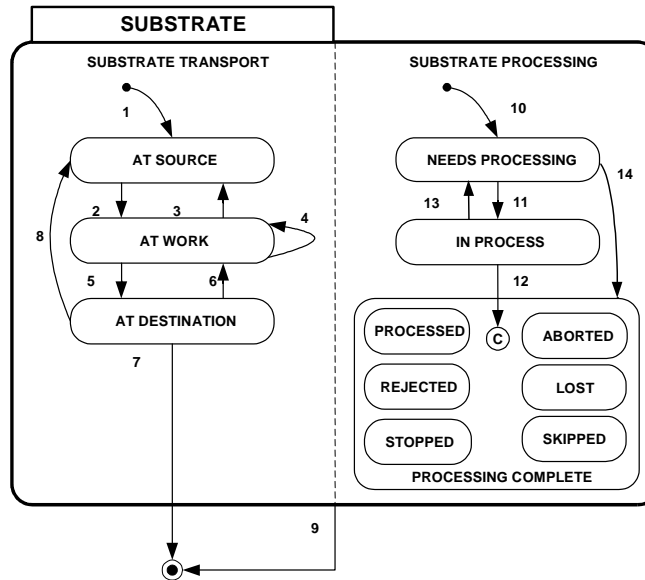 SUBSTRATE
SUBSTRATE TRANSPORT
1
AT SOURCE
2
3
4
8
AT WORK
5
6
AT DESTINATION
7
9
SUBSTRATE PROCESSING
10
NEEDS PROCESSING
14
13
11
IN PROCESS
12
PROCESSED
C
ABORTED
REJECTED
LOST
STOPPED
SKIPPED
PROCESSING COMPLETE